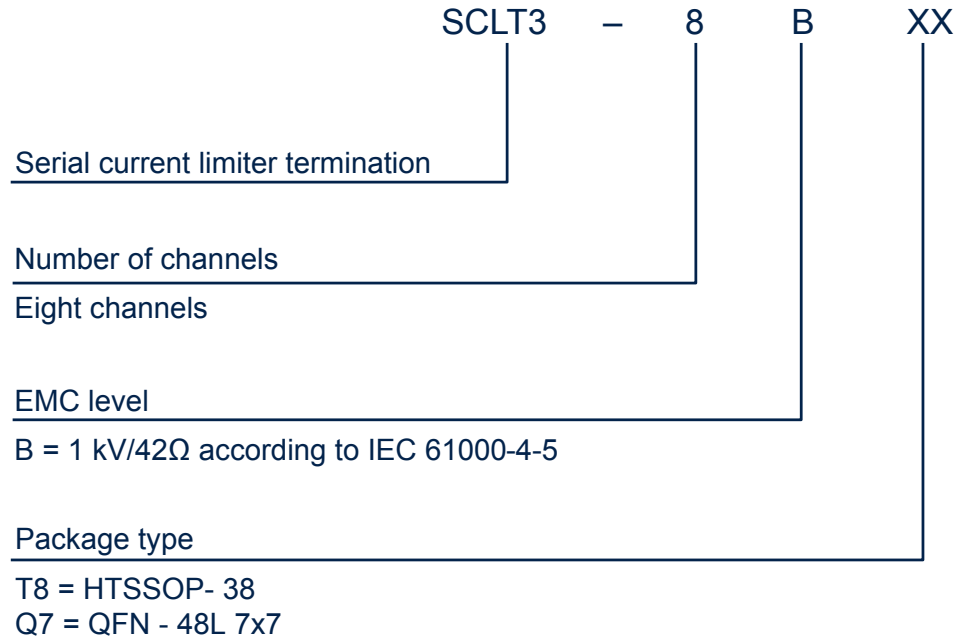 SCLT3 – 8 B XX
Serial current limiter termination
Number of channels
Eight channels
EMC level
B = 1 kV/42Ω according to IEC 61000-4-5
Package type
T8 = HTSSOP- 38
Q7 = QFN - 48L 7x7